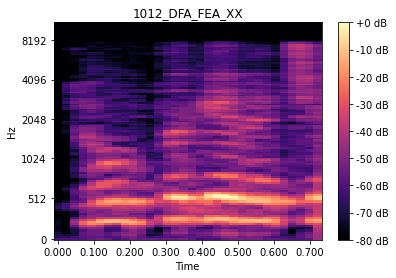 1012_DFA_FEA_XX
8192
4096
2048
1024
512
0
Hz
0.000 0.100 0.200 0.300 0.400 0.500 0.600 0.700
Time
+0 dB
-10 dB
-20 dB
-30 dB
-40 dB
-50 dB
-60 dB
-70 dB
-80 dB